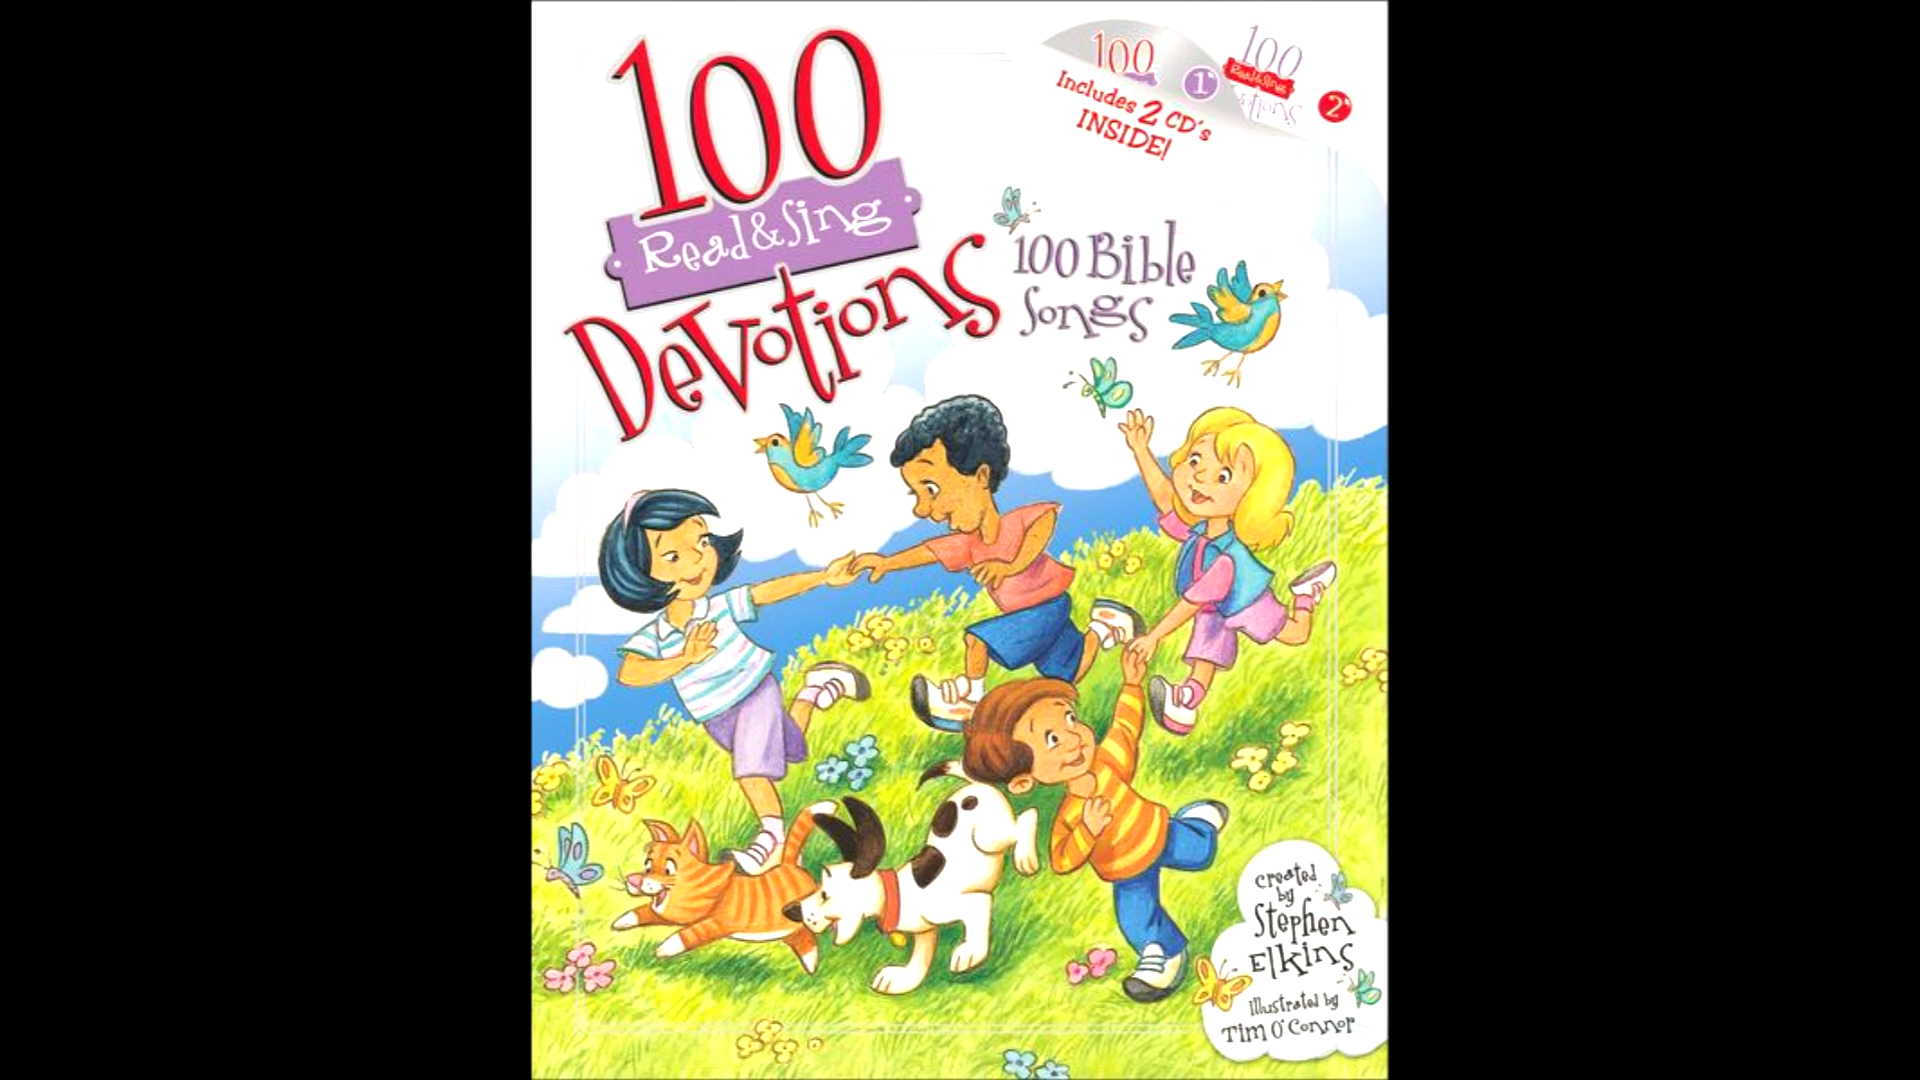 100
Read&Sing
Devotions
100 Bible
Songs
100
1
Includes 2 CD's
INSIDE!
100
Read&Sing
otions
2
created
by
Stephen
Elkins
Illustrated by
Tim O'Connor